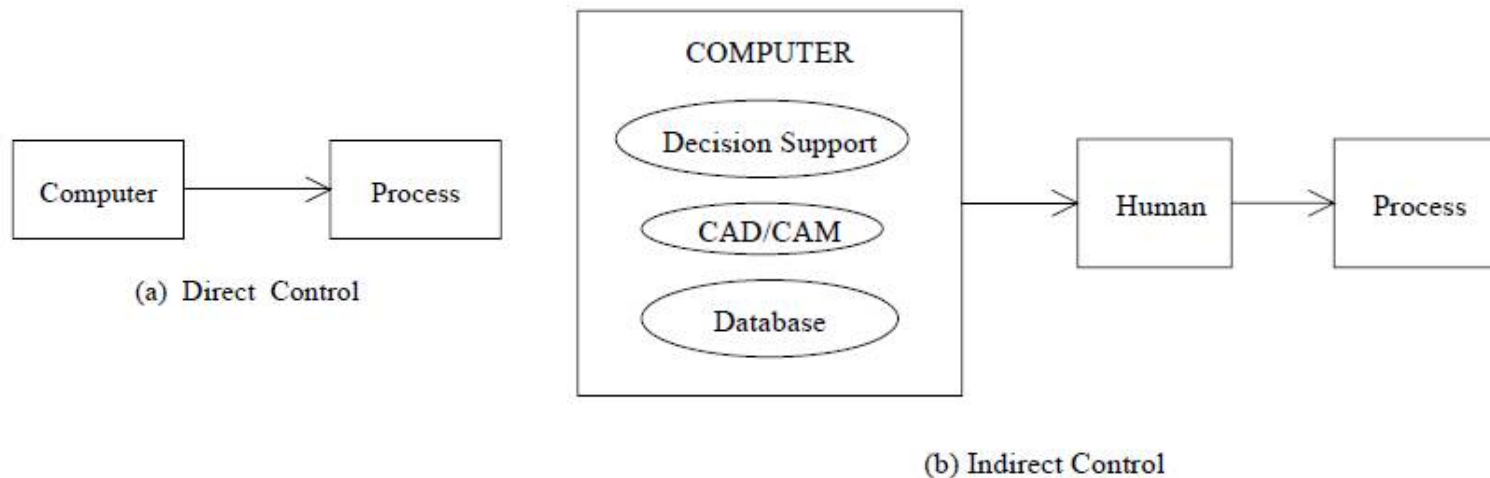 Computer
Process
(a) Direct Control
COMPUTER
Decision Support
CAD/CAM
Database
Human
Process
(b) Indirect Control